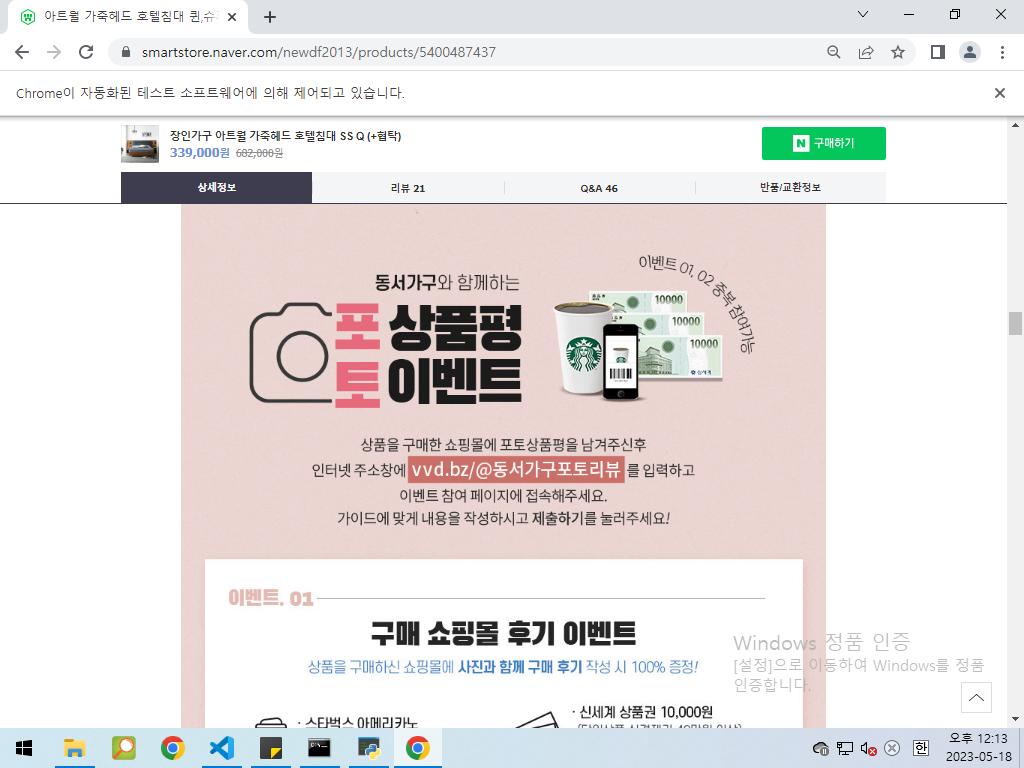 아트월 가죽헤드 호텔침대 퀸,슈
smartstore.naver.com/newdf2013/products/5400487437
Chrome이 자동화된 테스트 소프트웨어에 의해 제어되고 있습니다.
장인가구 아트월 가죽헤드 호텔침대 SS Q (+협탁)
339,000원 682,000원
N 구매하기
상세정보 리뷰 21 Q&A 46 반품/교환정보
이벤트 01, 02 중복 참여가능
동서가구와 함께하는
포토 상품평 이벤트
10000
10000
10000
상품을 구매한 쇼핑몰에 포토상품평을 남겨주신후
인터넷 주소창에 vvd.bz/@동서가구포토리뷰 를 입력하고
이벤트 참여 페이지에 접속해주세요.
가이드에 맞게 내용을 작성하시고 제출하기를 눌러주세요!
이벤트. 01
구매 쇼핑몰 후기 이벤트
상품을 구매하신 쇼핑몰에 사진과 함께 구매 후기 작성 시 100% 증정!
· 스타벅스 아메리카노
· 신세계 상품권 10,000원
Windows 정품 인증
[설정]으로 이동하여 Windows를 정품
인증합니다.
한
오후 12:13
2023-05-18